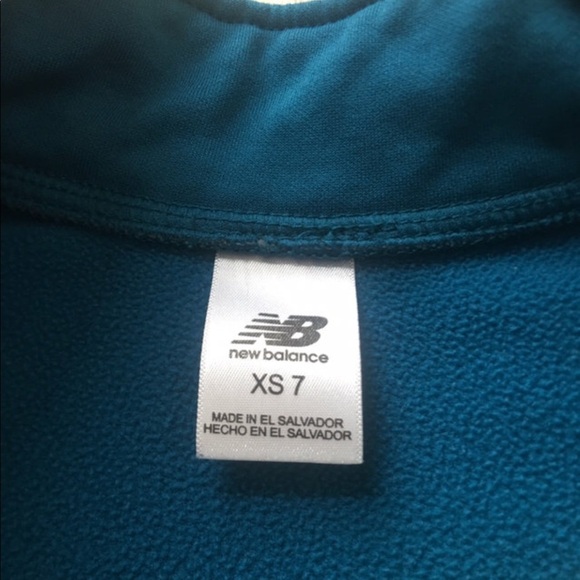 NB
new balance
XS 7
MADE IN EL SALVADOR
HECHO EN EL SALVADOR